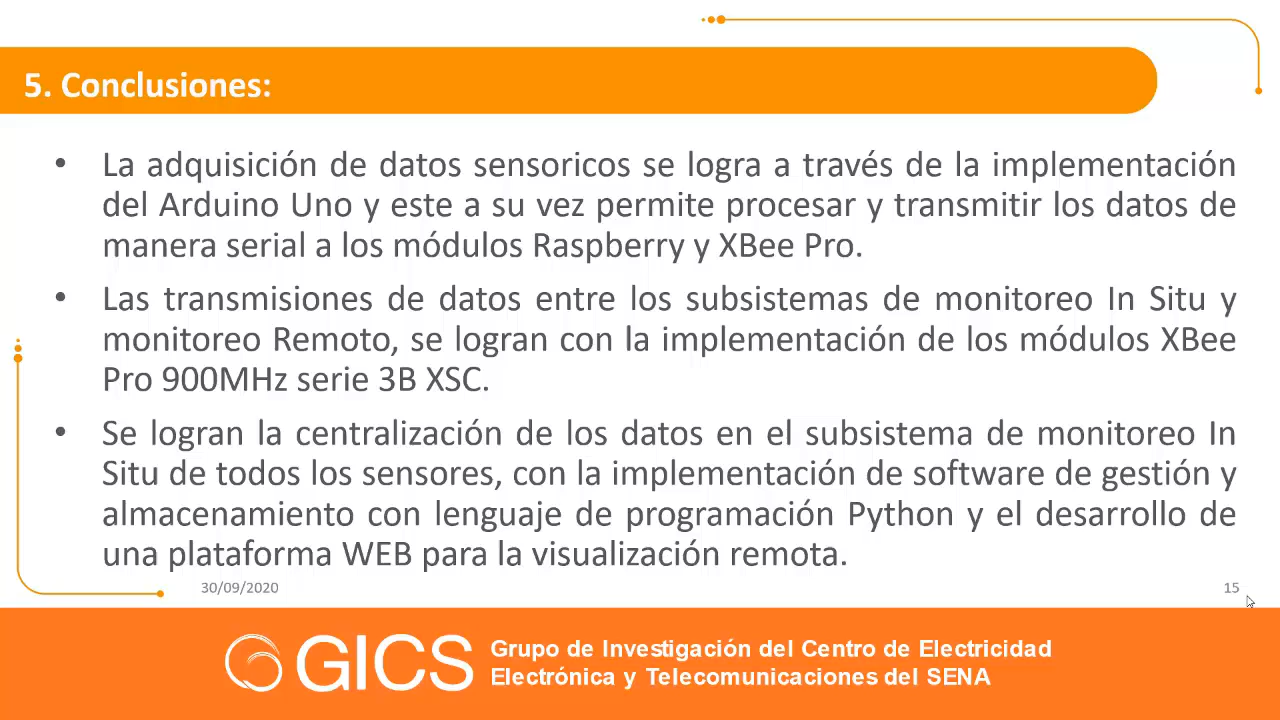 5. Conclusiones:
• La adquisición de datos sensoricos se logra a través de la implementación
del Arduino Uno y este a su vez permite procesar y transmitir los datos de
manera serial a los módulos Raspberry y XBee Pro.
• Las transmisiones de datos entre los subsistemas de monitoreo In Situ y
monitoreo Remoto, se logran con la implementación de los módulos XBee
Pro 900MHz serie 3B XSC.
• Se logran la centralización de los datos en el subsistema de monitoreo In
Situ de todos los sensores, con la implementación de software de gestión y
almacenamiento con lenguaje de programación Python y el desarrollo de
una plataforma WEB para la visualización remota.
30/09/2020
15
GICS
Grupo de Investigación del Centro de Electricidad
Electrónica y Telecomunicaciones del SENA